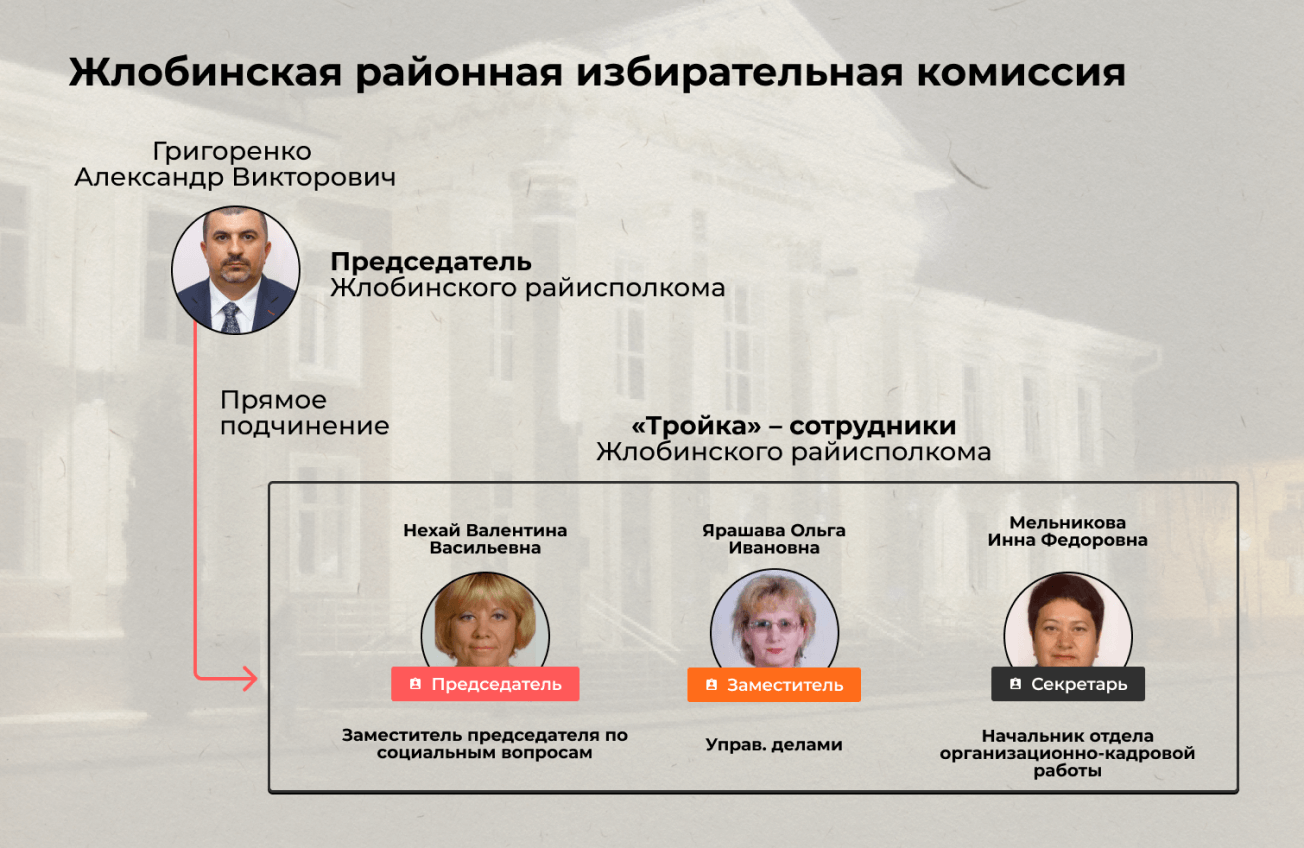 Жлобинская районная избирательная комиссия
Григоренко
Александр Викторович
Председатель
Жлобинского райисполкома
Прямое
подчинение
«Тройка» – сотрудники
Жлобинского райисполкома
Нехай Валентина
Васильевна
Председатель
Заместитель председателя по
социальным вопросам
Ярашава Ольга
Ивановна
Заместитель
Управ. делами
Мельникова
Инна Федоровна
Секретарь
Начальник отдела
организационно-кадровой
работы